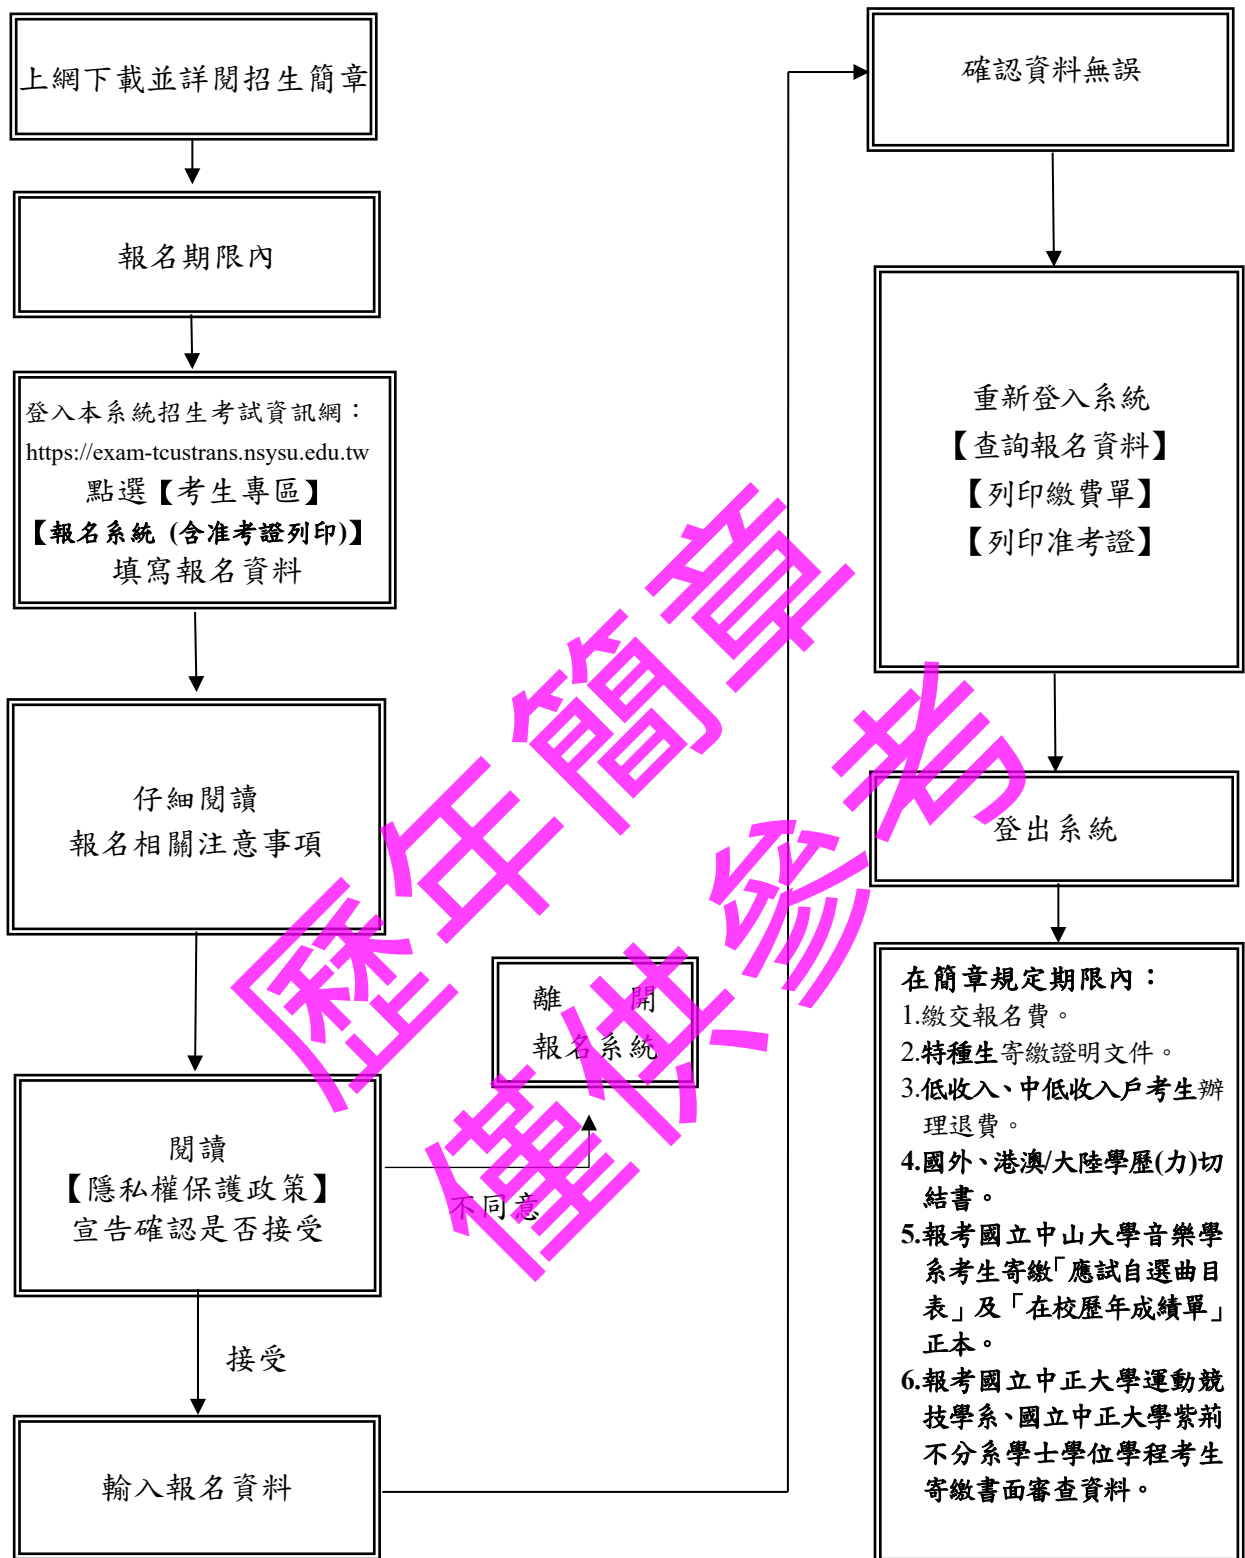 上網下載並詳閱招生簡章
報名期限內
登入本系統招生考試資訊網：
https://exam-tcustrans.nsysu.edu.tw
點選【考生專區】
【報名系統 (含准考證列印)】
填寫報名資料
仔細閱讀
報名相關注意事項
閱讀
【隱私權保護政策】
宣告確認是否接受
不同意
離 開
報名系統
接受
輸入報名資料
確認資料無誤
重新登入系統
【查詢報名資料】
【列印繳費單】
【列印准考證】
登出系統
在簡章規定期限內：
1.繳交報名費。
2.特種生寄繳證明文件。
3.低收入、中低收入戶考生辦
理退費。
4.國外、港澳/大陸學歷(力)切
結書。
5.報考國立中山大學音樂學
系考生寄繳「應試自選曲目
表」及「在校歷年成績單」
正本。
6.報考國立中正大學運動競
技學系、國立中正大學紫荊
不分系學士學位學程考生
寄繳書面審查資料。
歷年簡章
僅供參考